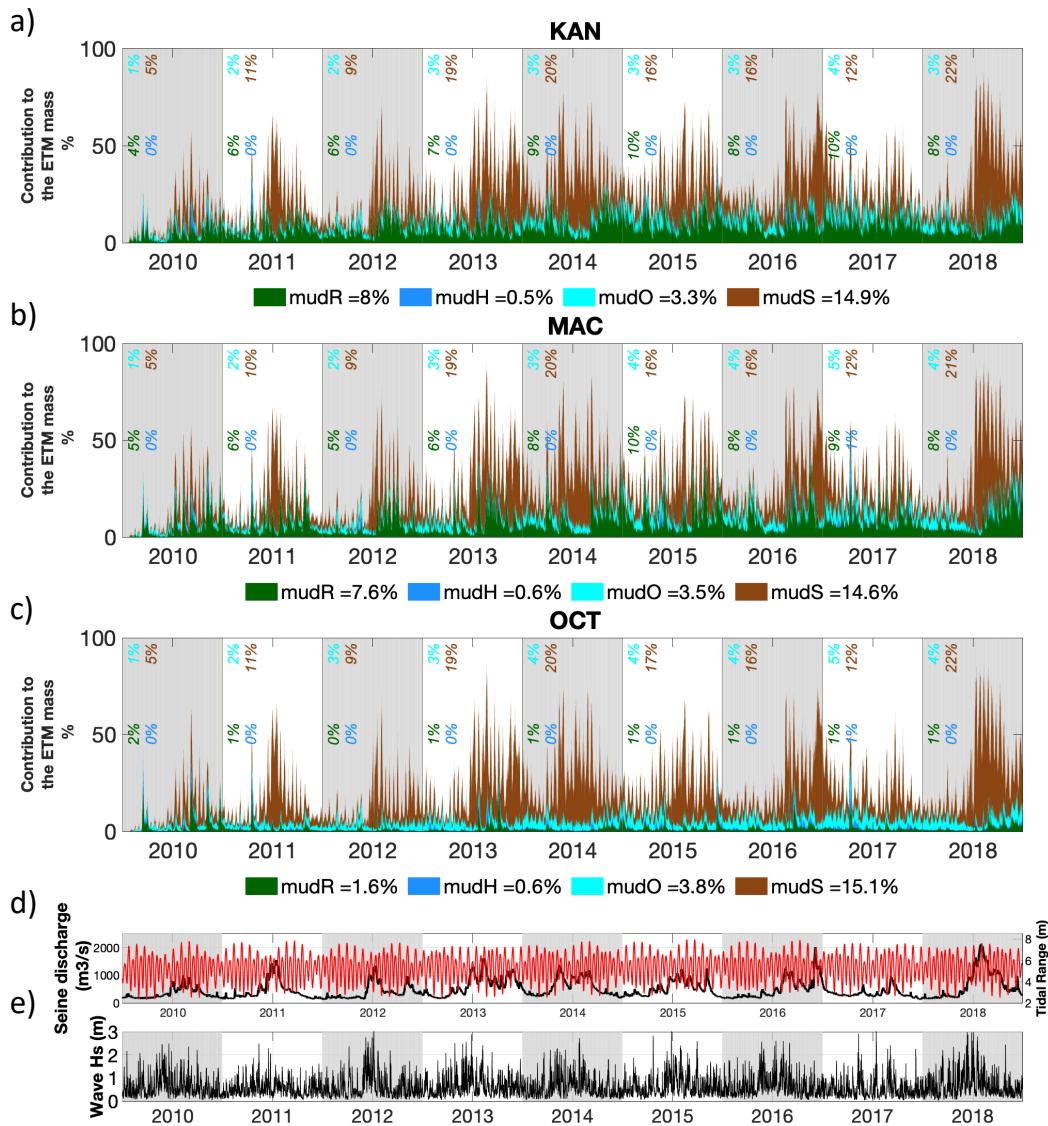 a)
KAN
Contribution to
the ETM mass
%
100
50
0
1% 5% 2% 11% 2% 9% 3% 19% 3% 20% 3% 16% 3% 16% 4% 12% 3% 22%
4% 0% 6% 0% 6% 0% 7% 0% 9% 0% 10% 0% 8% 0% 10% 0% 8% 0%
2010 2011 2012 2013 2014 2015 2016 2017 2018
mudR =8% mudH =0.5% mudO =3.3% mudS =14.9%
b)
MAC
Contribution to
the ETM mass
%
100
50
0
1% 5% 2% 10% 2% 9% 3% 19% 3% 20% 4% 16% 4% 16% 5% 12% 4% 21%
5% 0% 6% 0% 5% 0% 6% 0% 8% 0% 10% 0% 8% 0% 9% 1% 8% 0%
2010 2011 2012 2013 2014 2015 2016 2017 2018
mudR =7.6% mudH =0.6% mudO =3.5% mudS =14.6%
c)
OCT
Contribution to
the ETM mass
%
100
50
0
1% 5% 2% 11% 3% 9% 3% 19% 4% 20% 4% 17% 4% 16% 5% 12% 4% 22%
2% 0% 1% 0% 0% 0% 1% 0% 1% 0% 1% 0% 1% 0% 1% 1% 1% 0%
2010 2011 2012 2013 2014 2015 2016 2017 2018
mudR =1.6% mudH =0.6% mudO =3.8% mudS =15.1%
d)
Seine discharge
(m3/s)
2000
1000
0
8
6
4
2
Tidal Range (m)
2010 2011 2012 2013 2014 2015 2016 2017 2018
e)
Wave Hs (m)
3
2
1
0
2010 2011 2012 2013 2014 2015 2016 2017 2018